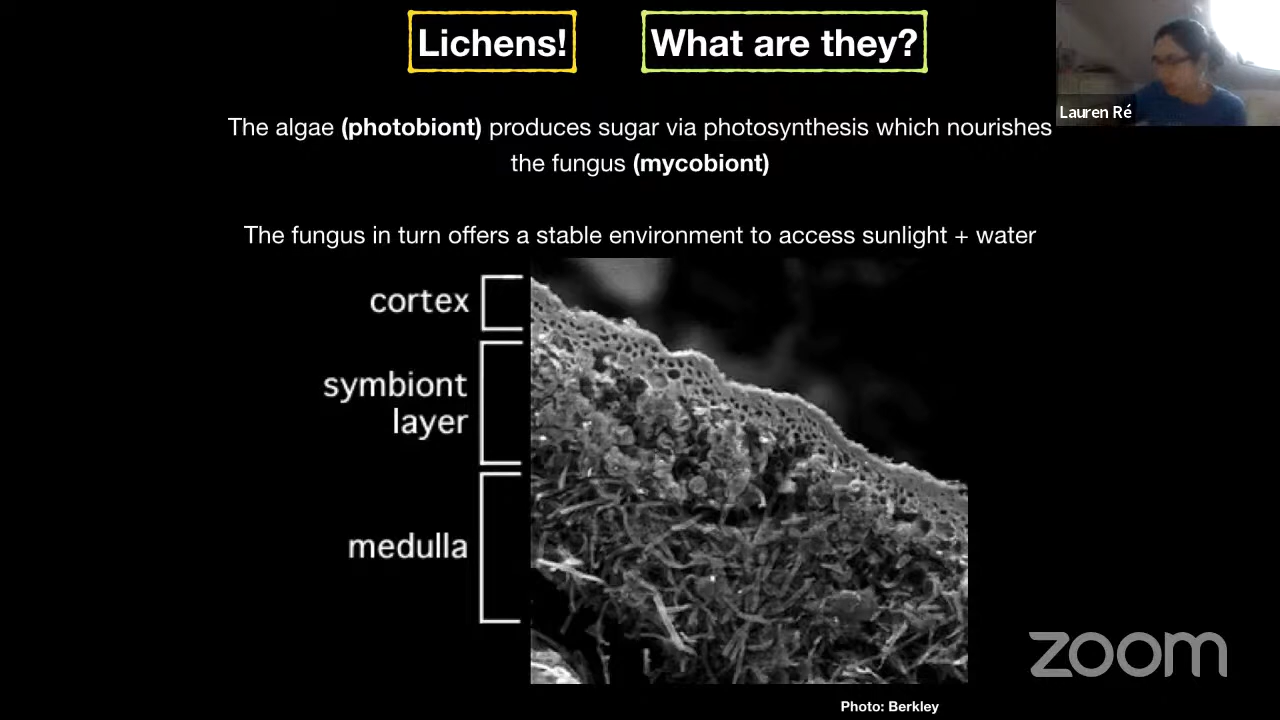 Lichens! What are they?
Lauren Ré
The algae (photobiont) produces sugar via photosynthesis which nourishes
the fungus (mycobiont)
The fungus in turn offers a stable environment to access sunlight + water
cortex
symbiont
layer
medulla
zoom
Photo: Berkley